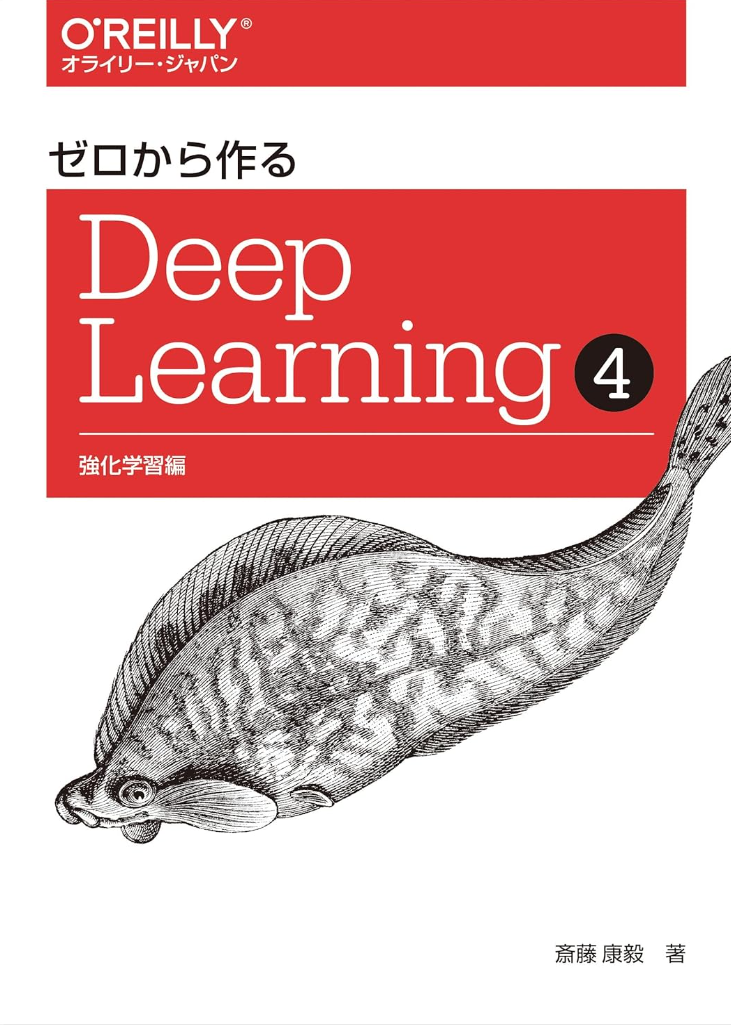 O'REILLY®
オライリー・ジャパン
ゼロから作る
Deep
Learning 4
強化学習編
斎藤 康毅 著